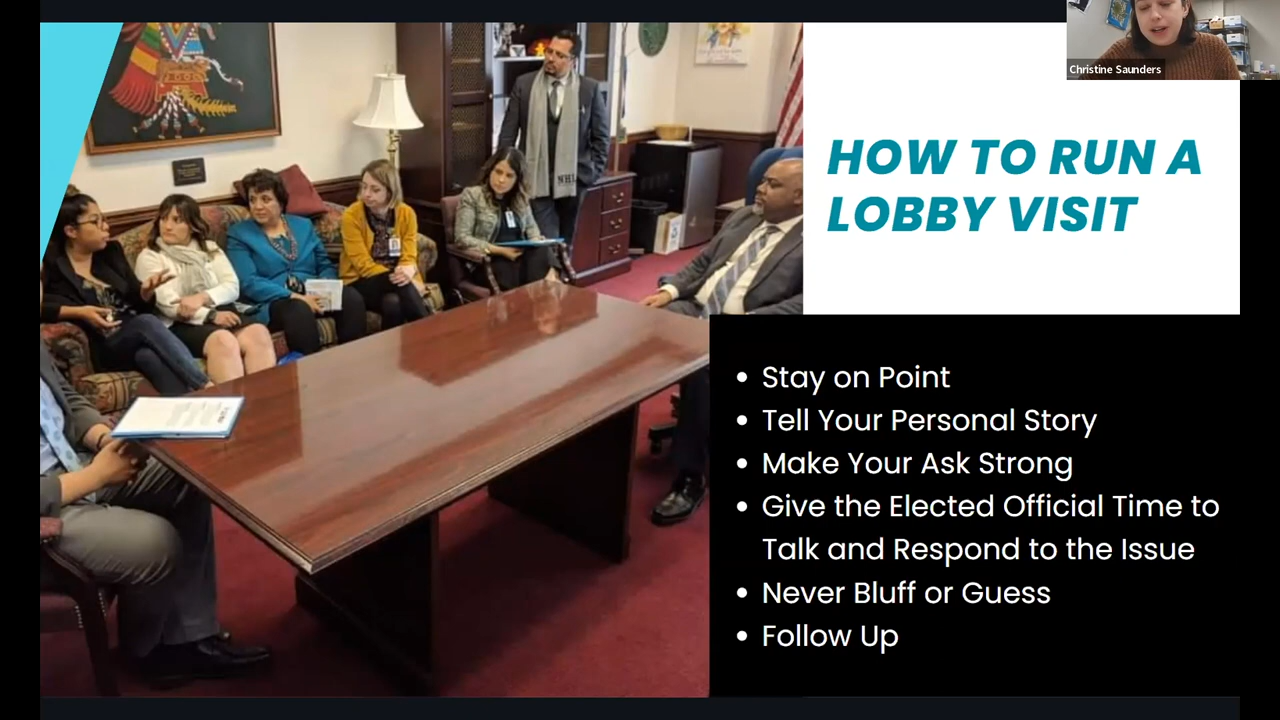 Christine Saunders
HOW TO RUN A
LOBBY VISIT
• Stay on Point
• Tell Your Personal Story
• Make Your Ask Strong
• Give the Elected Official Time to
Talk and Respond to the Issue
• Never Bluff or Guess
• Follow Up